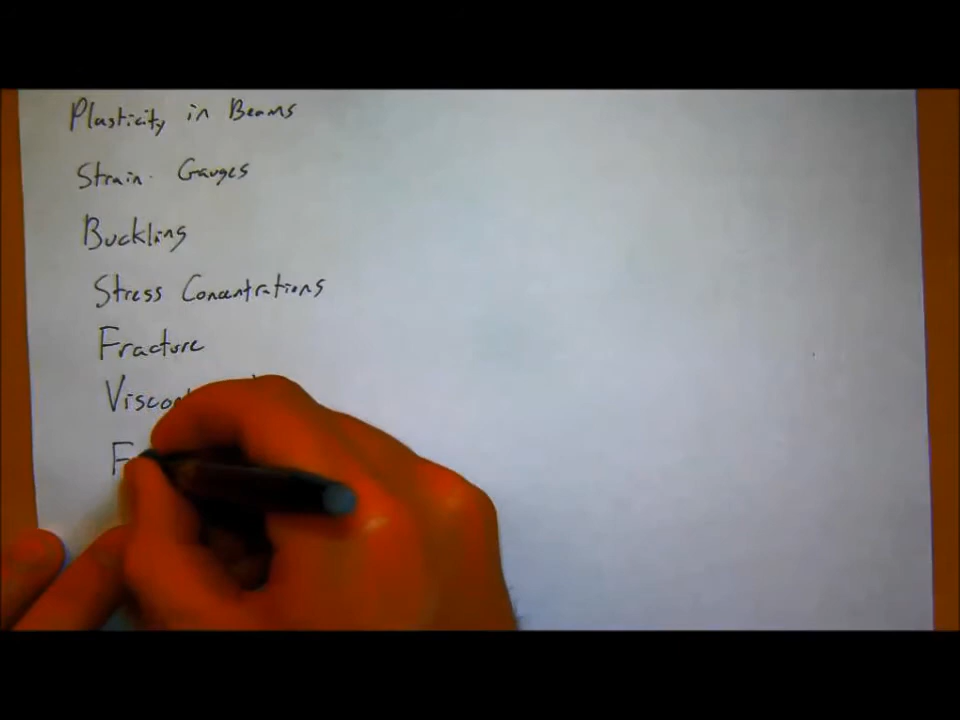 Plasticity in Beams
Strain Gauges
Buckling
Stress Concentrations
Fracture